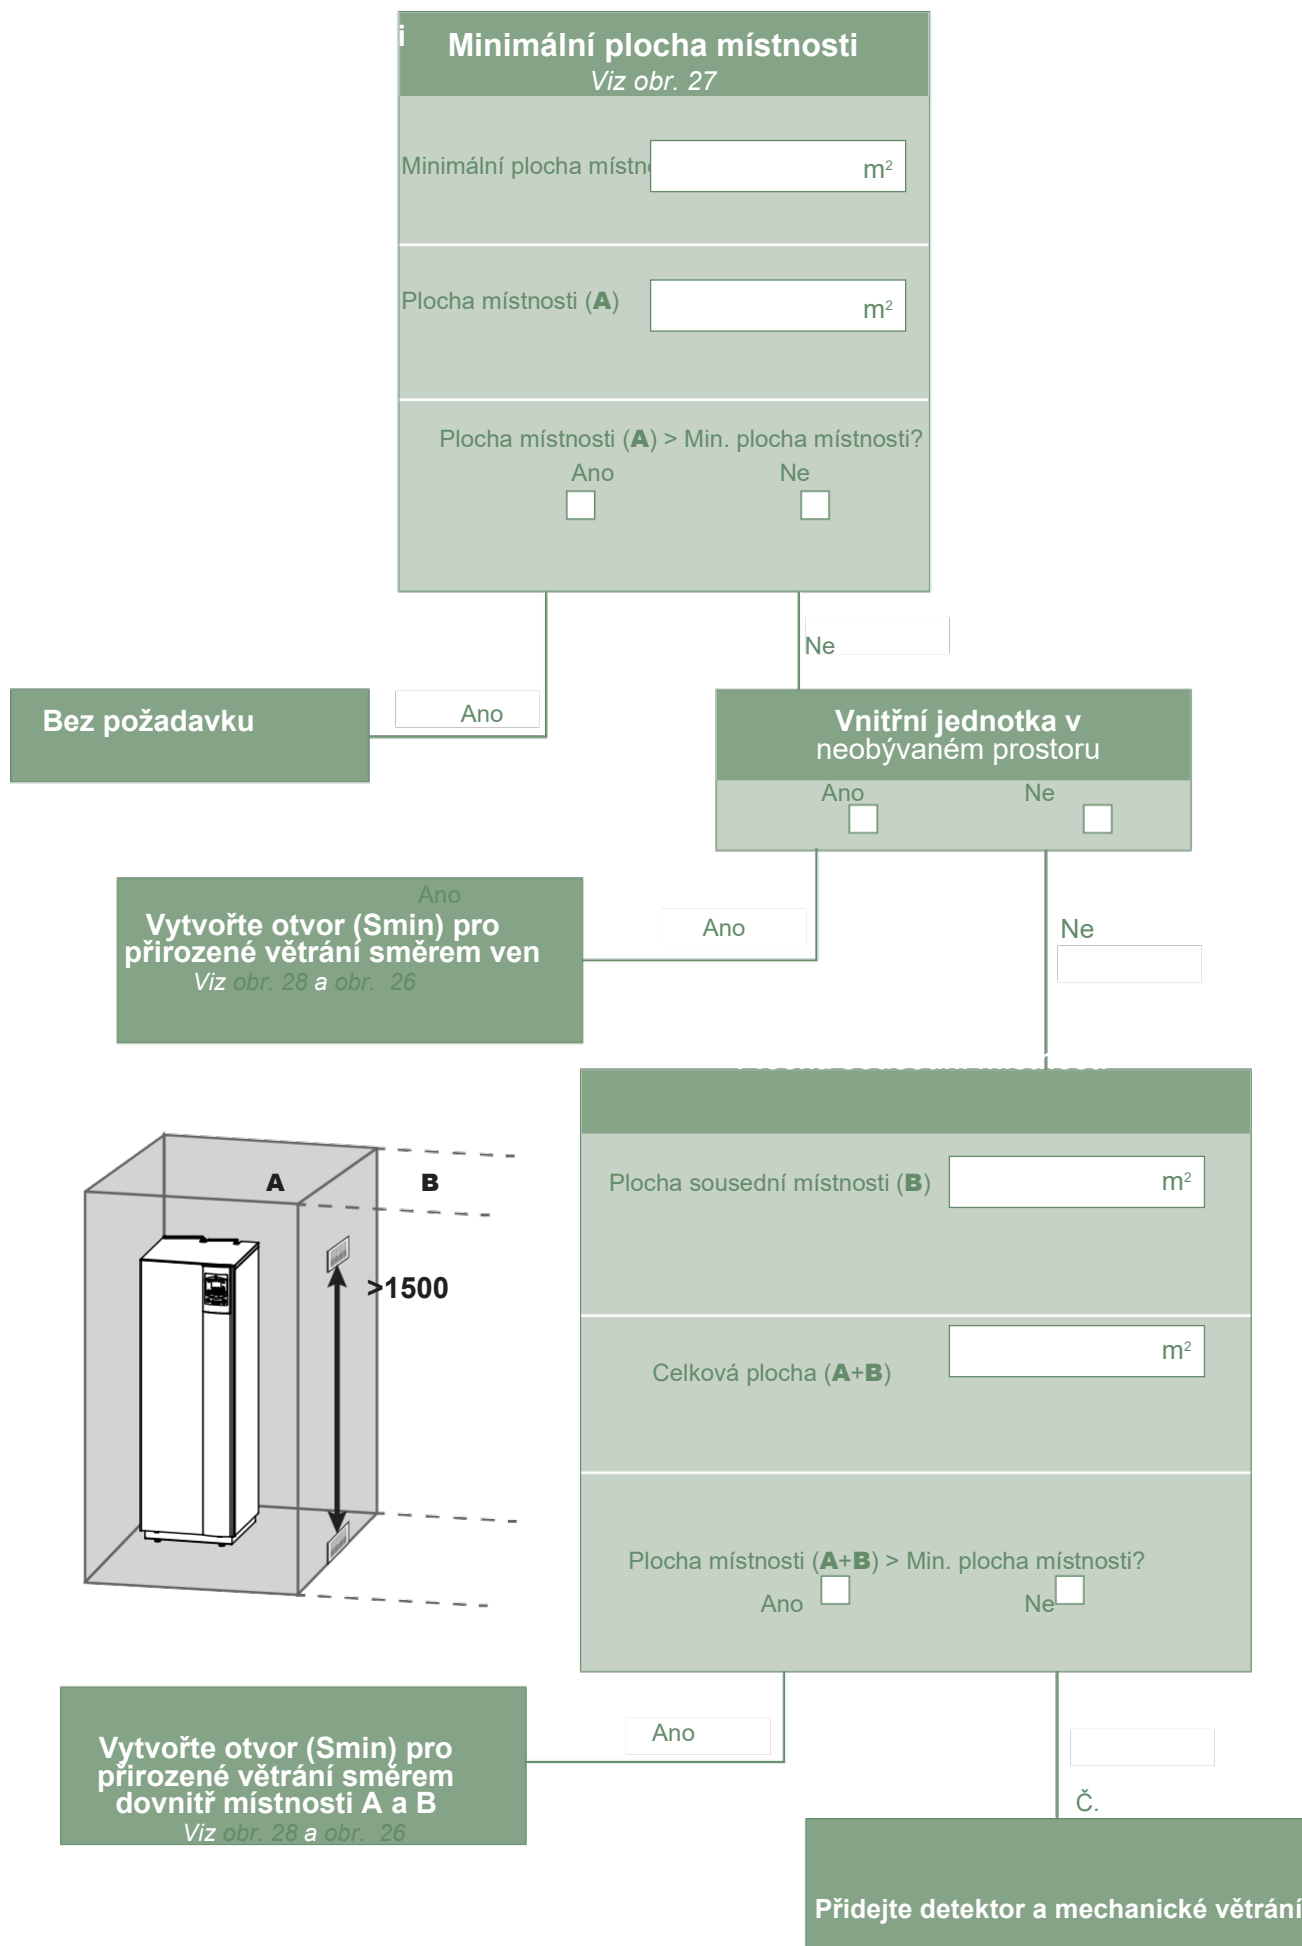 i
Minimální plocha místnosti
Viz obr. 27
Minimální plocha místn
m²
Plocha místnosti (A)
m²
Plocha místnosti (A) > Min. plocha místnosti?
Ano
Ne
Ne
Bez požadavku
Ano
Vnitřní jednotka v
neobývaném prostoru
Ano
Ne
Ano
Vytvořte otvor (Smin) pro
přirozené větrání směrem ven
Viz obr. 28 a obr. 26
Ano
Ne
A
B
>1500
Plocha sousední místnosti (B)
m²
Celková plocha (A+B)
m²
Plocha místnosti (A+B) > Min. plocha místnosti?
Ano
Ne
Vytvořte otvor (Smin) pro
přirozené větrání směrem
dovnitř místnosti A a B
Viz obr. 28 a obr. 26
Ano
Č.
Přidejte detektor a mechanické větrání